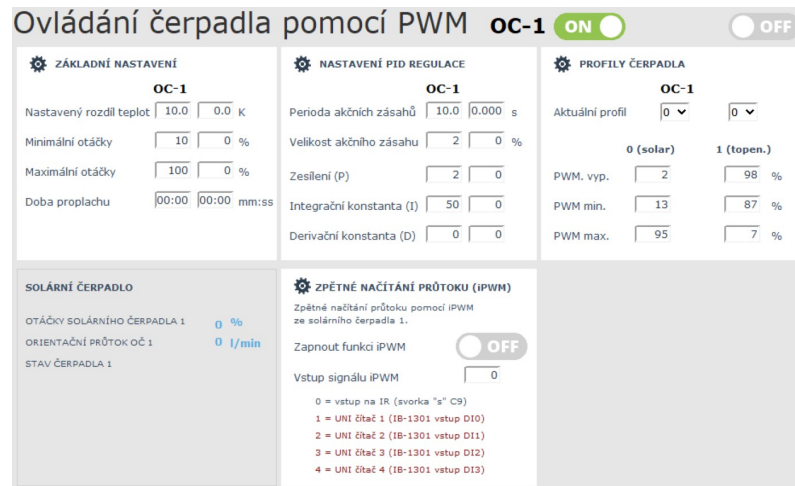 Ovládání čerpadla pomocí PWM OC-1 ON OFF
ZÁKLADNÍ NASTAVENÍ
OC-1
Nastavený rozdíl teplot 10.0 0.0 K
Minimální otáčky 10 0 %
Maximální otáčky 100 0 %
Doba proplachu 00:00 00:00 mm:ss
NASTAVENÍ PID REGULACE
OC-1
Perioda akčních zásahů 10.0 0.000 s
Velikost akčního zásahu 2 0 %
Zesílení (P) 2 0
Integrační konstanta (I) 50 0
Derivační konstanta (D) 0 0
PROFILY ČERPADLA
OC-1
Aktuální profil 0 0
0 (solar) 1 (topen.)
PWM. vyp. 2 98 %
PWM min. 13 87 %
PWM max. 95 7 %
SOLÁRNÍ ČERPADLO
OTÁČKY SOLÁRNÍHO ČERPADLA 1 0 %
ORIENTAČNÍ PRŮTOK OČ 1 0 l/min
STAV ČERPADLA 1
ZPĚTNÉ NAČÍTÁNÍ PRŮTOKU (iPWM)
Zpětné načítání průtoku pomocí iPWM
ze solárního čerpadla 1.
Zapnout funkci iPWM OFF
Vstup signálu iPWM 0
0 = vstup na IR (svorka "s" C9)
1 = UNI čítač 1 (IB-1301 vstup DI0)
2 = UNI čítač 2 (IB-1301 vstup DI1)
3 = UNI čítač 3 (IB-1301 vstup DI2)
4 = UNI čítač 4 (IB-1301 vstup DI3)